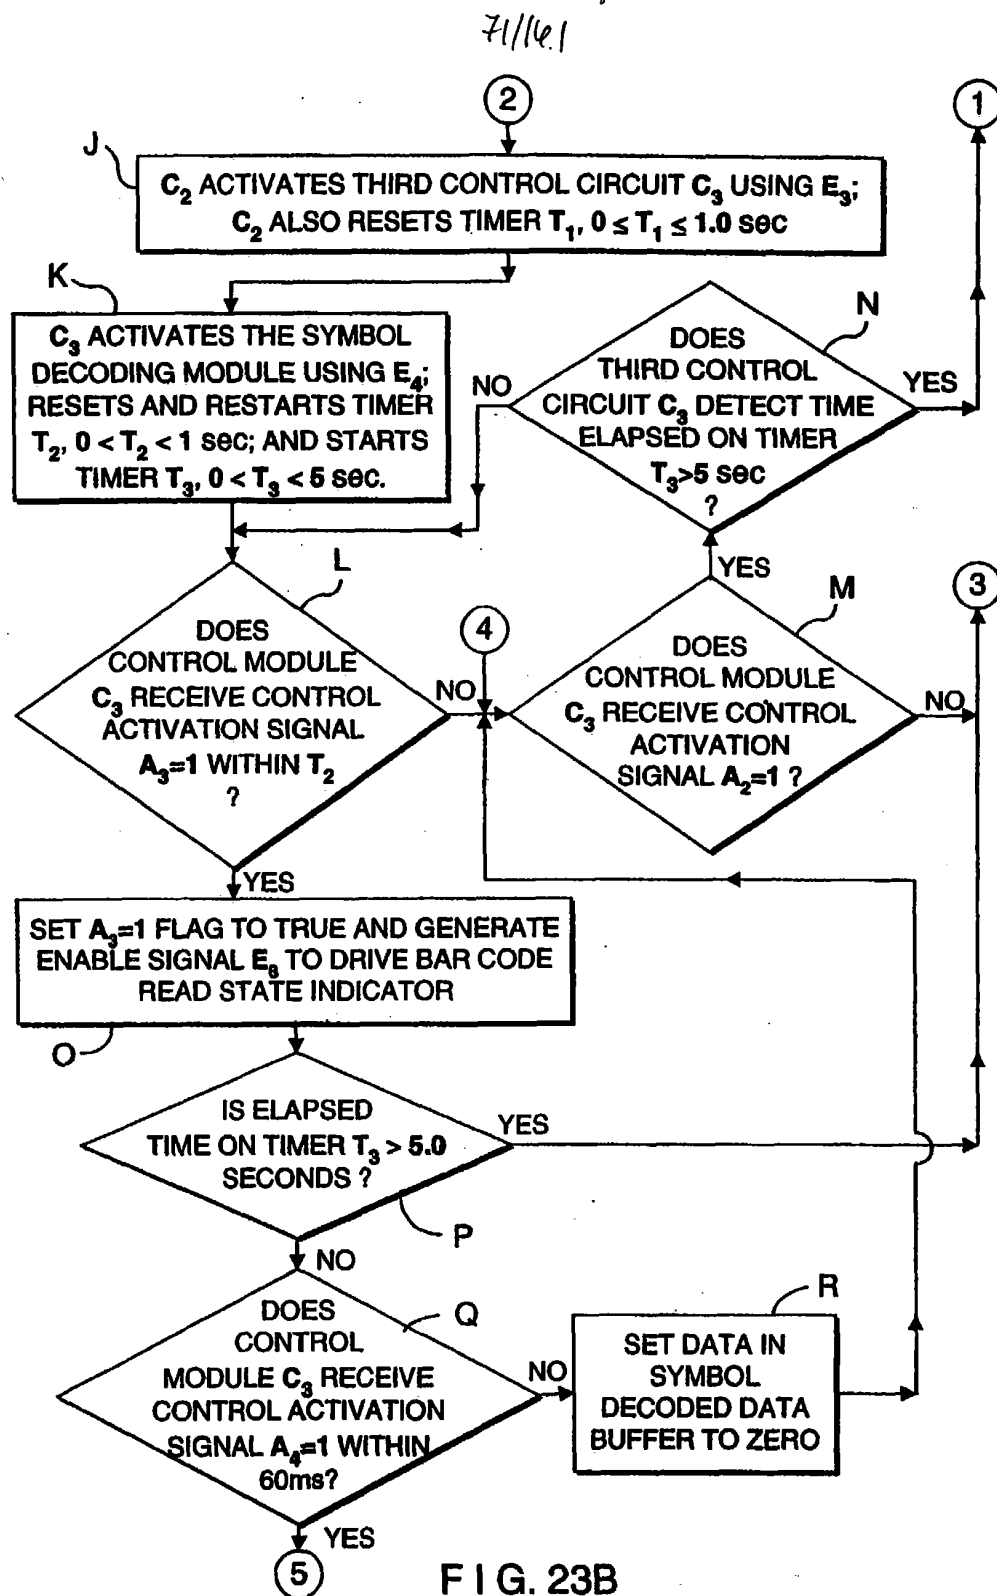 71/161
2
1
J
C₂ ACTIVATES THIRD CONTROL CIRCUIT C₃ USING E₃;
C₂ ALSO RESETS TIMER T₁, 0 ≤ T₁ ≤ 1.0 sec
K
C₃ ACTIVATES THE SYMBOL
DECODING MODULE USING E₄;
RESETS AND RESTARTS TIMER
T₂, 0 < T₂ < 1 sec; AND STARTS
TIMER T₃, 0 < T₃ < 5 sec.
N
DOES
THIRD CONTROL
CIRCUIT C₃ DETECT TIME
ELAPSED ON TIMER
T₃>5 sec
?
NO
YES
L
DOES
CONTROL MODULE
C₃ RECEIVE CONTROL
ACTIVATION SIGNAL
A₃=1 WITHIN T₂
?
NO
YES
4
M
YES
DOES
CONTROL MODULE
C₃ RECEIVE CONTROL
ACTIVATION
SIGNAL A₂=1 ?
NO
3
SET A₃=1 FLAG TO TRUE AND GENERATE
ENABLE SIGNAL E₈ TO DRIVE BAR CODE
READ STATE INDICATOR
O
IS ELAPSED
TIME ON TIMER T₃ > 5.0
SECONDS ?
YES
P
NO
Q
DOES
CONTROL
MODULE C₃ RECEIVE
CONTROL ACTIVATION
SIGNAL A₄=1 WITHIN
60ms?
NO
R
SET DATA IN
SYMBOL
DECODED DATA
BUFFER TO ZERO
YES
5
FIG. 23B